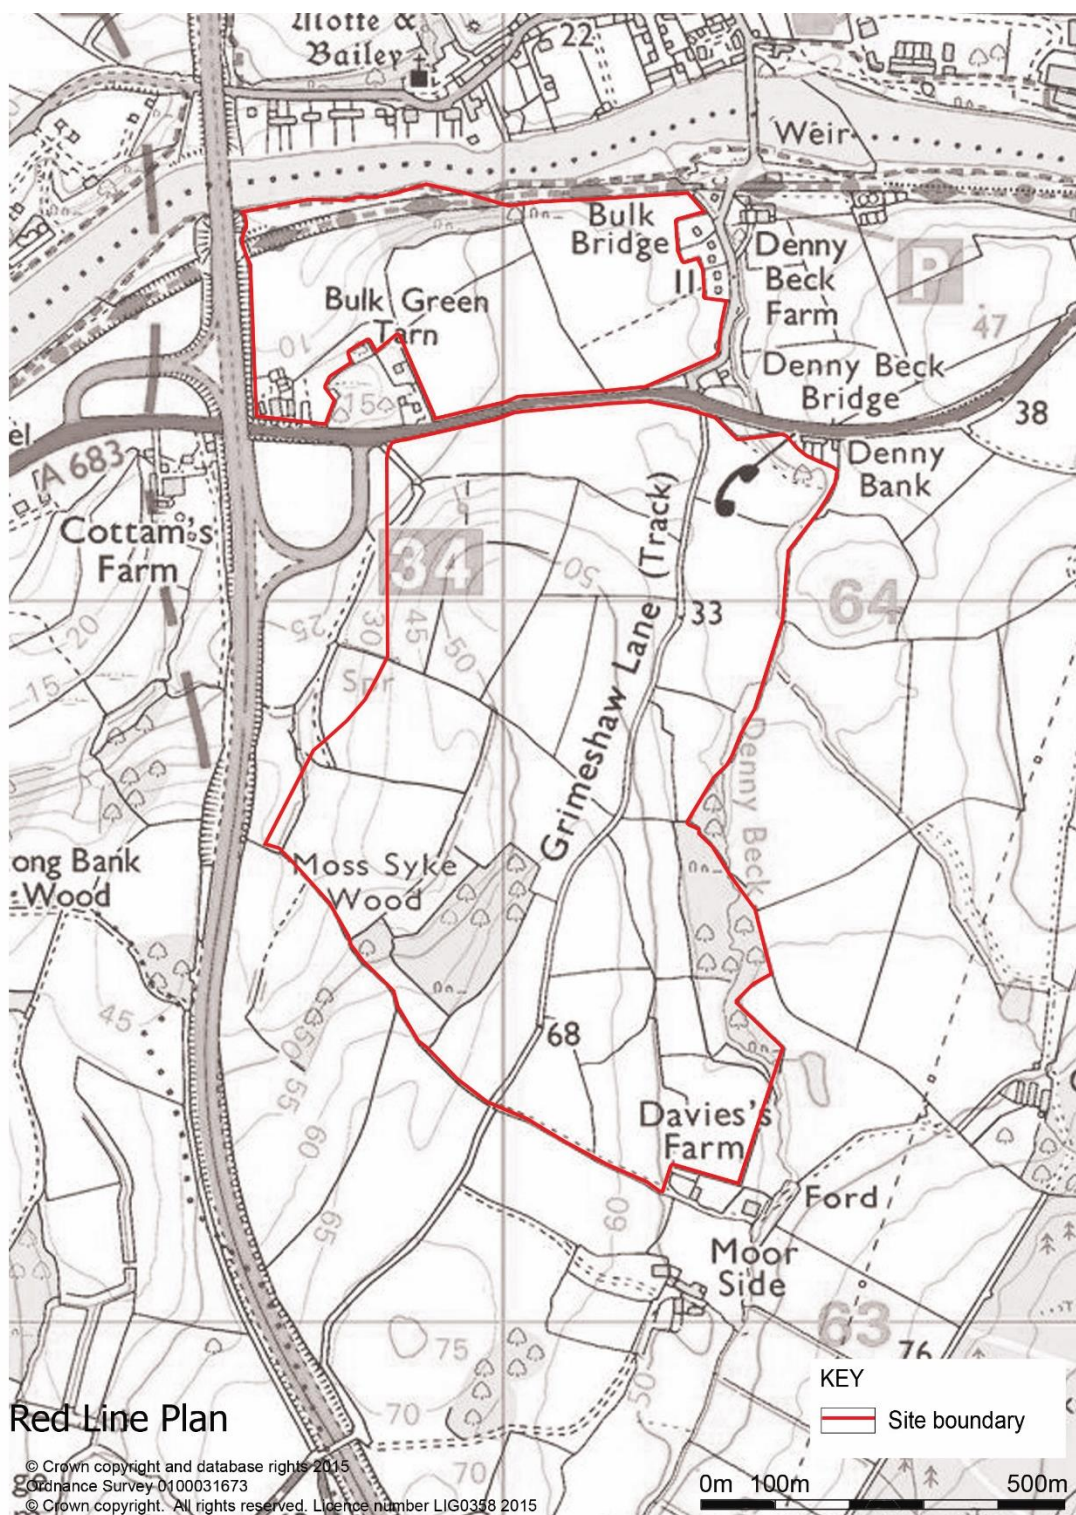 Motte &
Bailey
22
Weir
Bulk
Bridge
11
Denny
Beck
Farm
P
47
Bulk Green
Tarn
10
15
Denny Beck
Bridge
38
A 683
Denny
Bank
Cottam's
Farm
34
50
64
33
25
30
45
50
20
15
Spr
Grimeshaw Lane (Track)
Denny Beck
ong Bank
Wood
Moss Syke
Wood
45
50
55
60
68
Davies's
Farm
65
60
Ford
Moor
Side
63
76
75
70
50
70
KEY
Site boundary
Red Line Plan
© Crown copyright and database rights 2015
Ordnance Survey 0100031673
© Crown copyright. All rights reserved. Licence number LIG0358 2015
0m 100m 500m